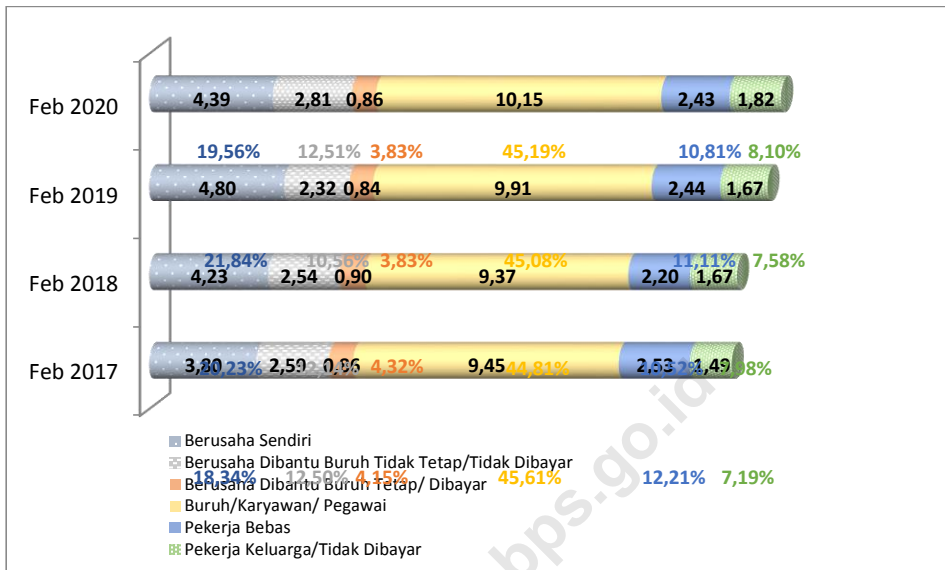 Feb 2020
4,39 2,81 0,86 10,15 2,43 1,82
19,56% 12,51% 3,83% 45,19% 10,81% 8,10%
Feb 2019
4,80 2,32 0,84 9,91 2,44 1,67
21,84% 10,56% 3,83% 45,08% 11,11% 7,58%
Feb 2018
4,23 2,54 0,90 9,37 2,20 1,67
Feb 2017
3,80 2,59 0,86 9,45 2,53 1,49
20,23% 4,32% 44,81%
Berusaha Sendiri
Berusaha Dibantu Buruh Tidak Tetap/Tidak Dibayar
18,34% 12,50% 4,15% 45,61% 12,21% 7,19%
Berusaha Dibantu Buruh Tetap/ Dibayar
Buruh/Karyawan/ Pegawai
Pekerja Bebas
Pekerja Keluarga/Tidak Dibayar
bps.go.id